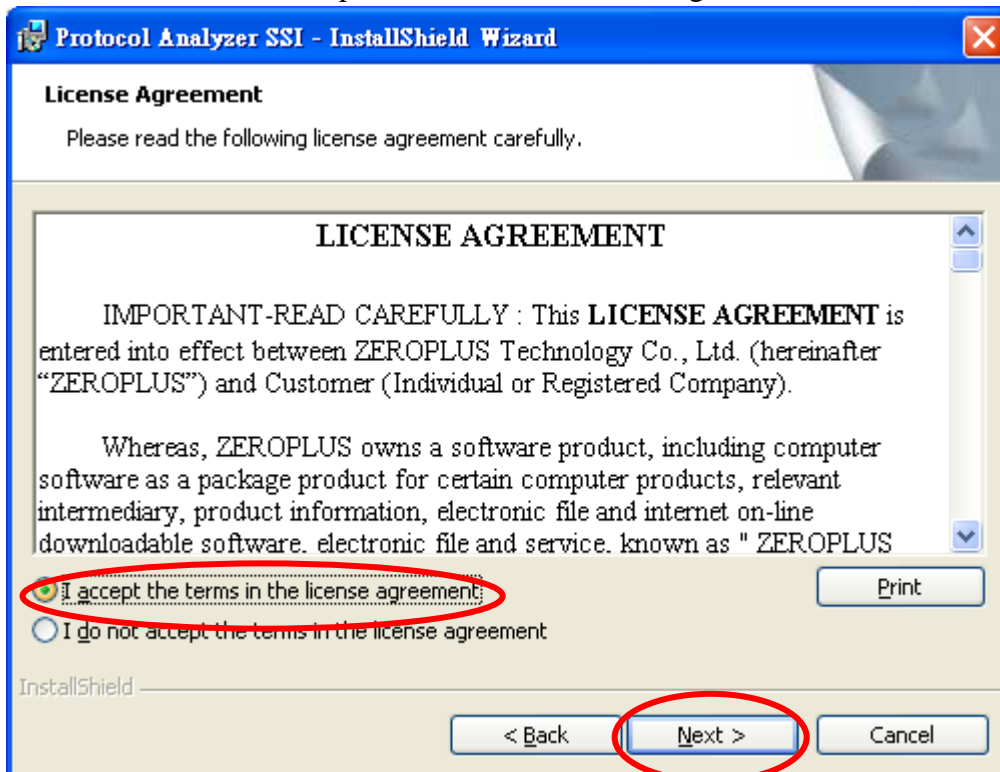 Protocol Analyzer SSI - InstallShield Wizard
License Agreement
Please read the following license agreement carefully.
LICENSE AGREEMENT
IMPORTANT-READ CAREFULLY : This LICENSE AGREEMENT is
entered into effect between ZEROPLUS Technology Co., Ltd. (hereinafter
“ZEROPLUS”) and Customer (Individual or Registered Company).
Whereas, ZEROPLUS owns a software product, including computer
software as a package product for certain computer products, relevant
intermediary, product information, electronic file and internet on-line
downloadable software, electronic file and service, known as " ZEROPLUS
I accept the terms in the license agreement
Print
I do not accept the terms in the license agreement
InstallShield
< Back
Next >
Cancel